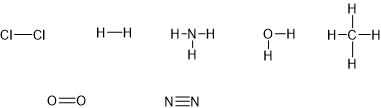 Cl—Cl H—H H—N—H O—H H—C—H
H H H H
O=O N≡N